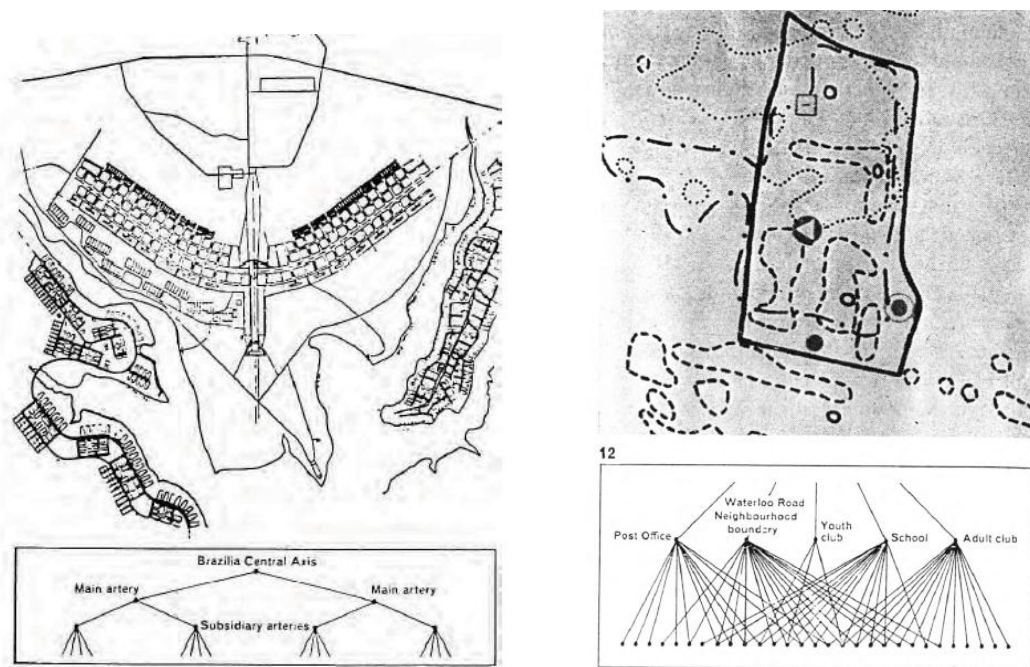 Brazilia Central Axis
Main artery
Main artery
Subsidiary arteries
12
Post Office
Waterloo Road
Neighbourhood
boundary
Youth
club
School
Adult club